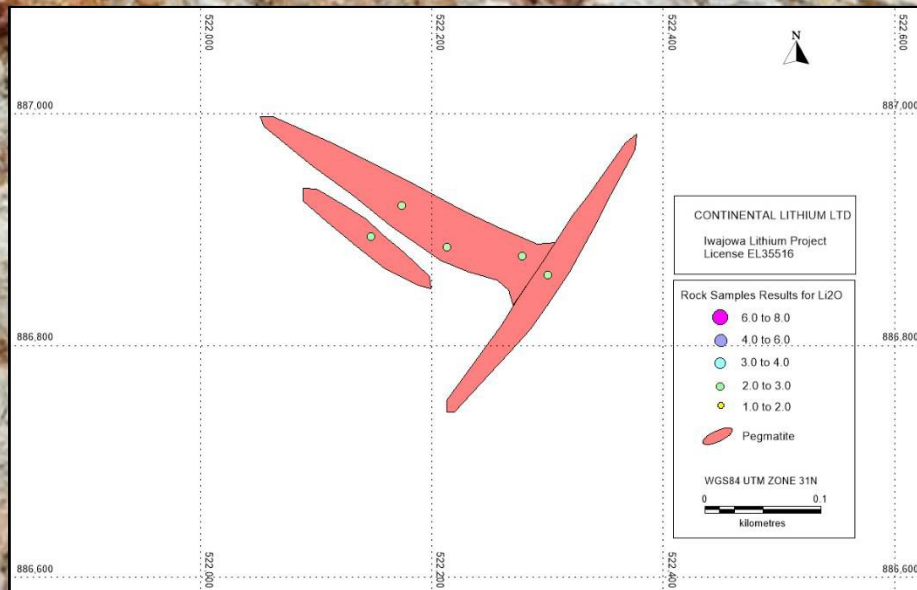 522,000
522,200
522,400
522,600
N
887,000
887,000
CONTINENTAL LITHIUM LTD
Iwajowa Lithium Project
License EL35516
Rock Samples Results for Li2O
6.0 to 8.0
4.0 to 6.0
3.0 to 4.0
2.0 to 3.0
1.0 to 2.0
Pegmatite
886,800
WGS84 UTM ZONE 31N
0 0.1
kilometres
886,600
886,600
522,000
522,200
522,400